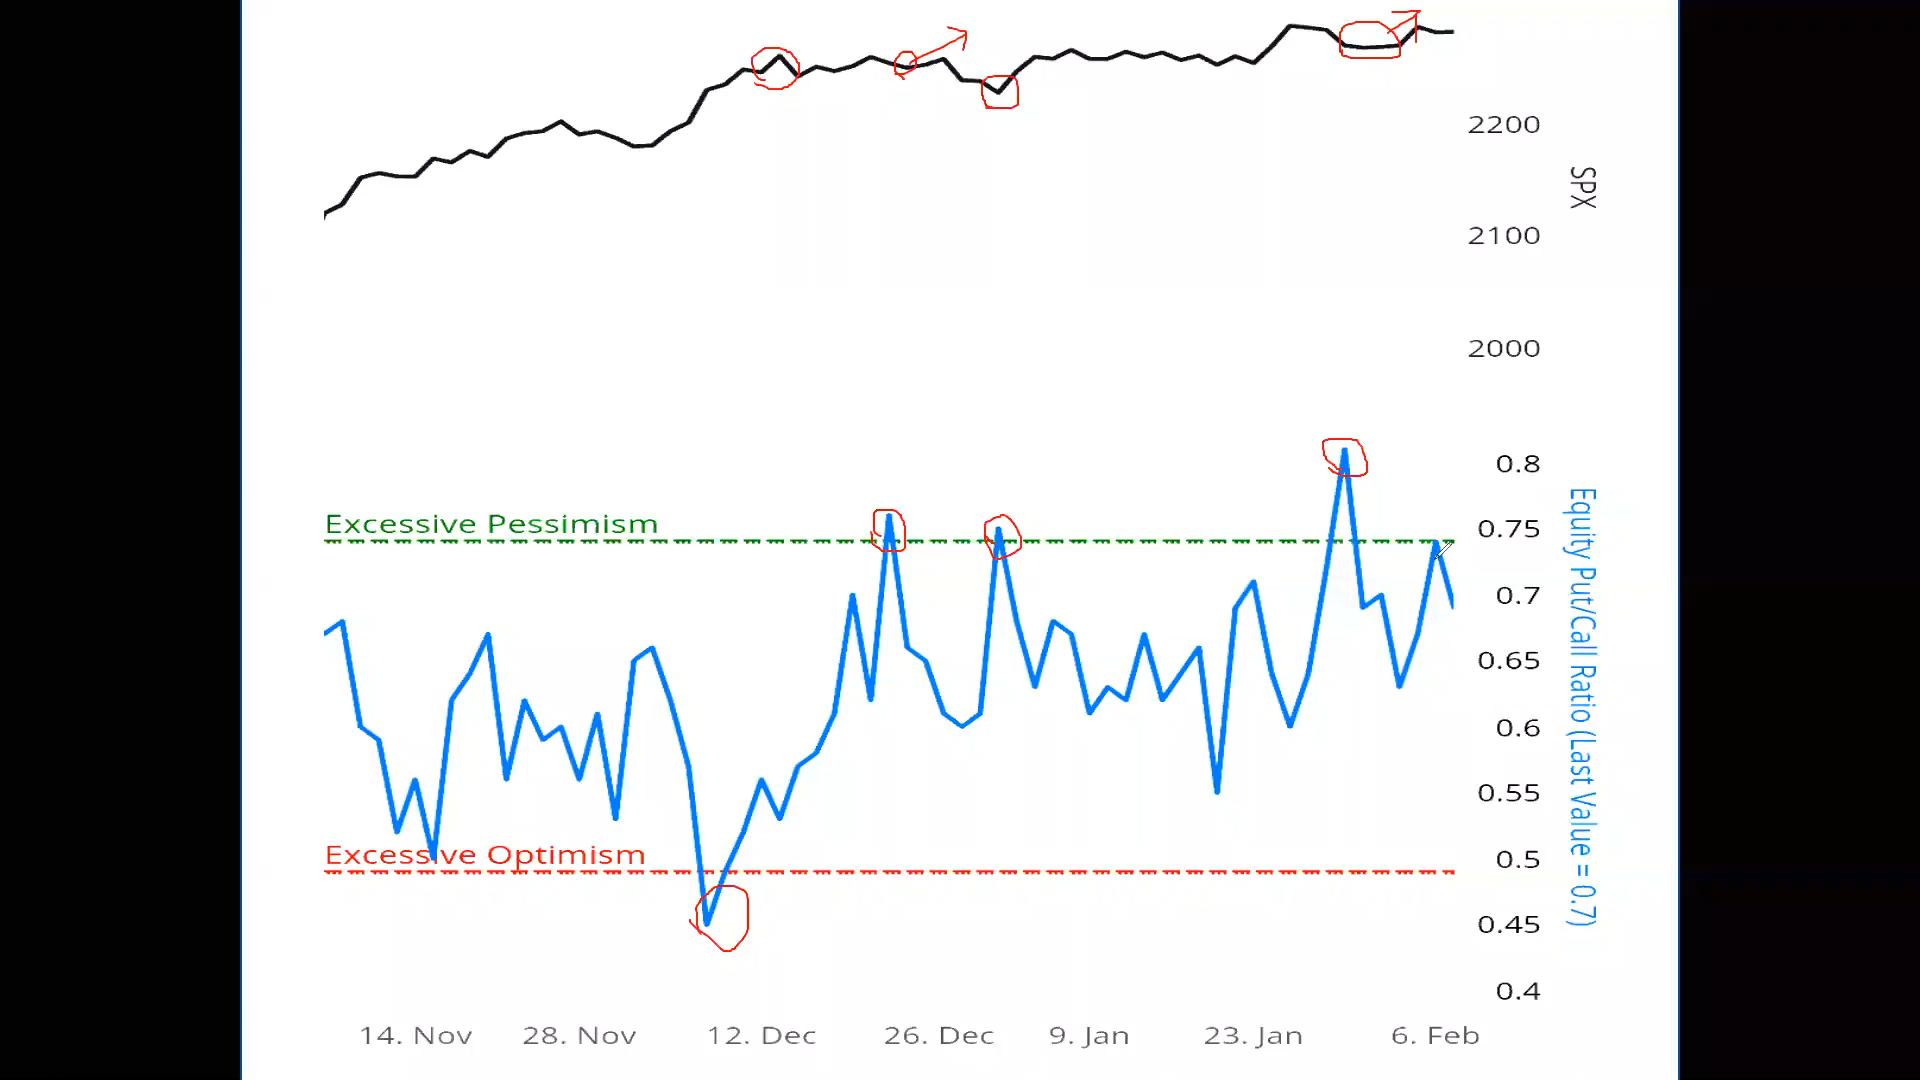 2200
SPX
2100
2000
0.8
Excessive Pessimism
0.75
0.7
0.65
Equity Put/Call Ratio (Last Value = 0.7)
0.6
0.55
Excessive Optimism
0.5
0.45
0.4
14. Nov 28. Nov 12. Dec 26. Dec 9. Jan 23. Jan 6. Feb